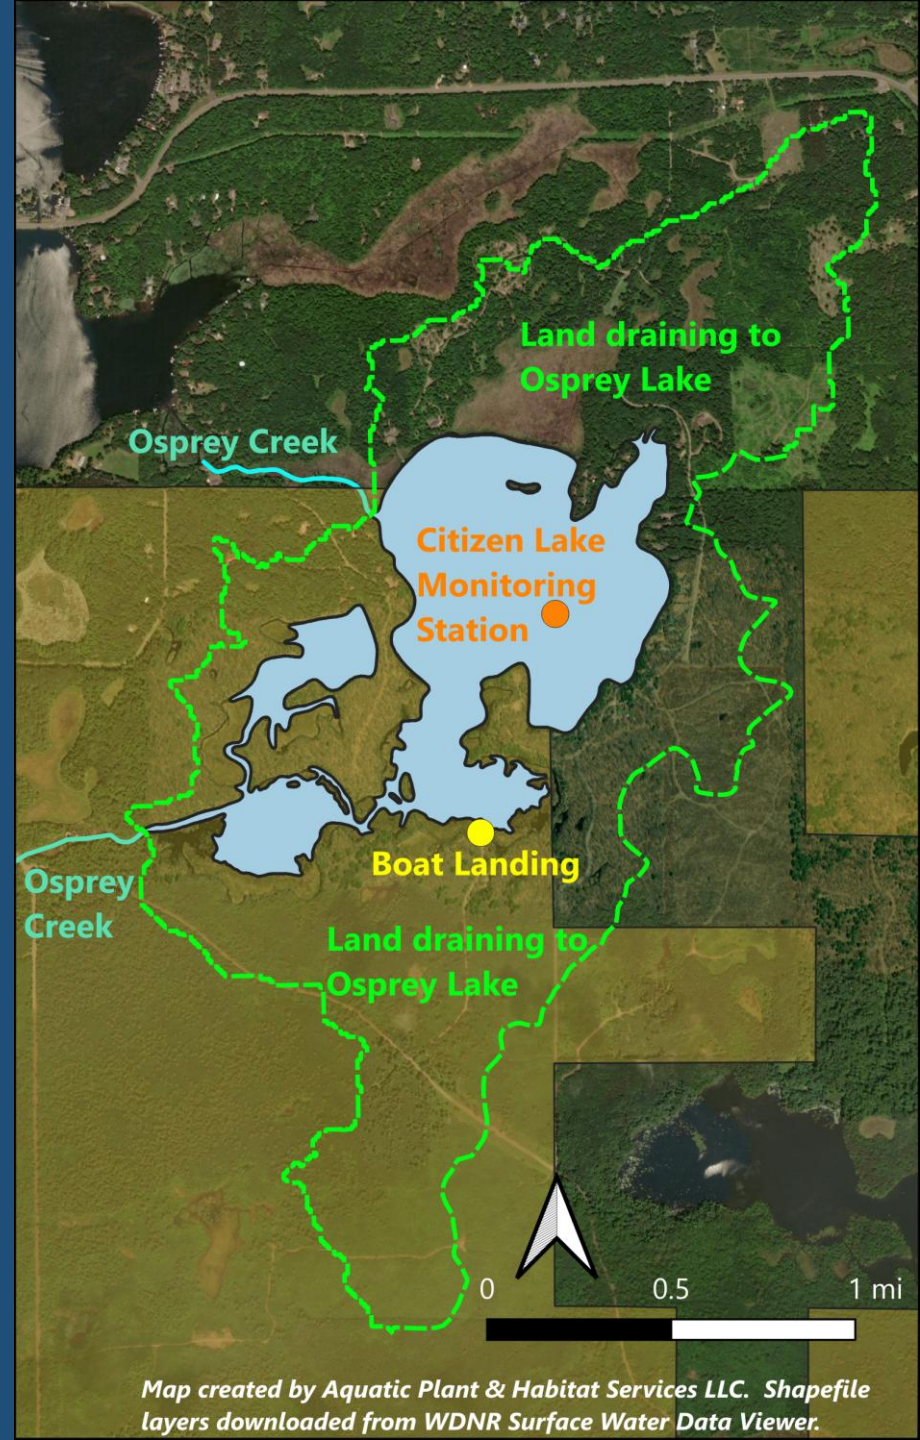 Land draining to
Osprey Lake
Osprey Creek
Citizen Lake
Monitoring
Station
Boat Landing
Osprey
Creek
Land draining to
Osprey Lake
0 0.5 1 mi
Map created by Aquatic Plant & Habitat Services LLC. Shapefile
layers downloaded from WDNR Surface Water Data Viewer.